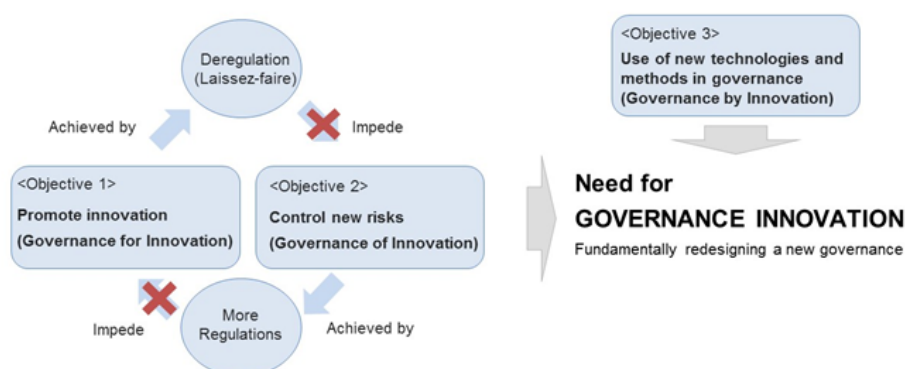 Deregulation
(Laissez-faire)
Achieved by
Impede
<Objective 1>
Promote innovation
(Governance for Innovation)
<Objective 2>
Control new risks
(Governance of Innovation)
Impede
More
Regulations
Achieved by
<Objective 3>
Use of new technologies and
methods in governance
(Governance by Innovation)
Need for
GOVERNANCE INNOVATION
Fundamentally redesigning a new governance